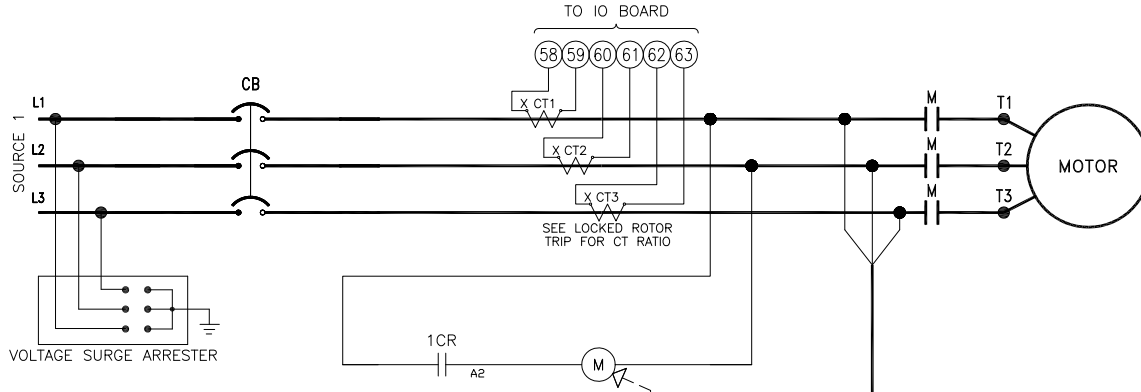 TO IO BOARD
58 59 60 61 62 63
CB
X CT1
L1
M
T1
X CT2
L2
M
T2
MOTOR
SOURCE 1
X CT3
L3
M
T3
SEE LOCKED ROTOR
TRIP FOR CT RATIO
VOLTAGE SURGE ARRESTER
1CR
A2
M